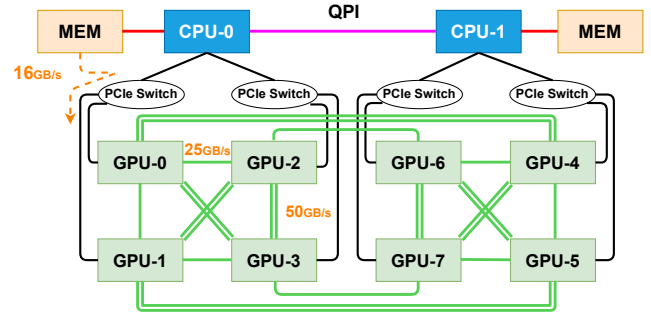 QPI
MEM
CPU-0
CPU-1
MEM
16GB/s
PCIe Switch
PCIe Switch
PCIe Switch
PCIe Switch
25GB/s
GPU-0
GPU-2
GPU-6
GPU-4
50GB/s
GPU-1
GPU-3
GPU-7
GPU-5